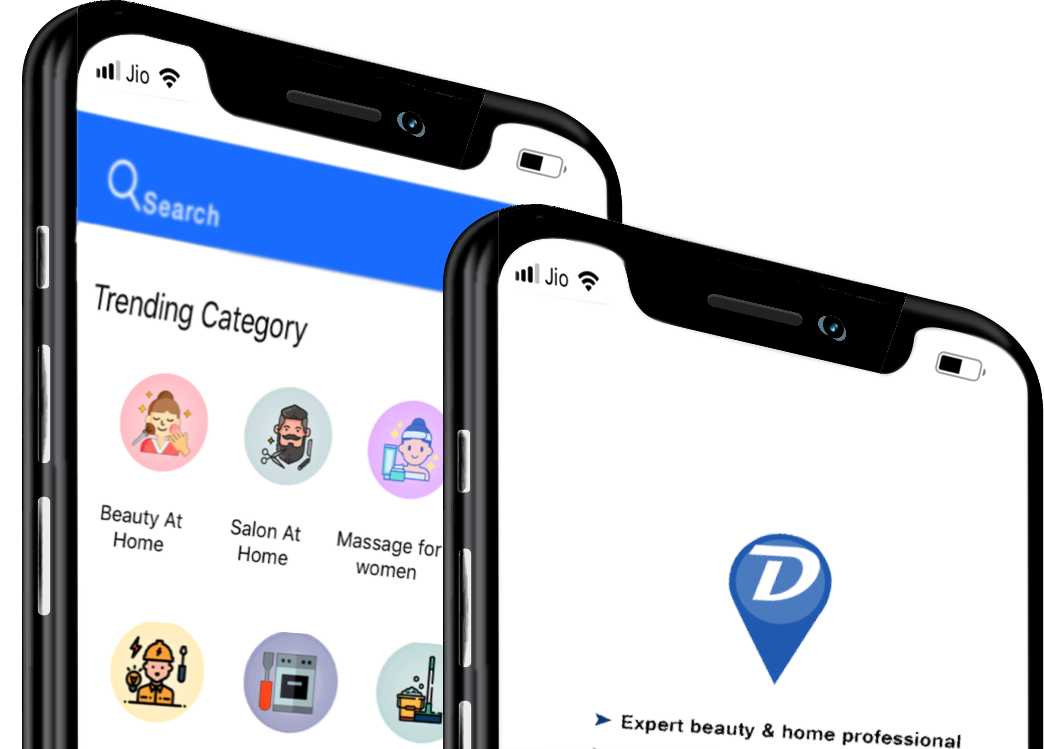 Jio
Search
Trending Category
Beauty At
Home
Salon At
Home
Massage for
women
Jio
D
Expert beauty & home professional